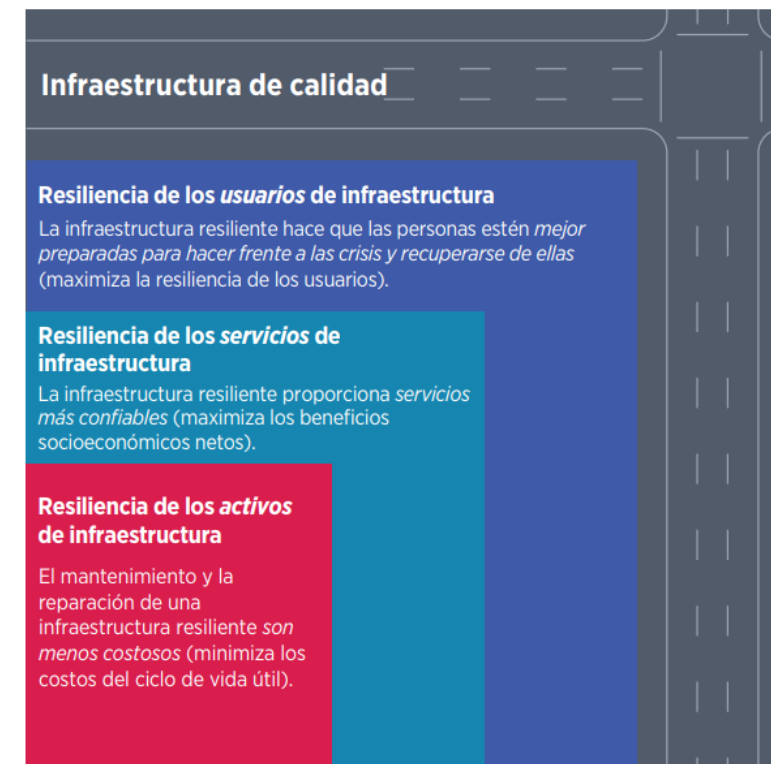 Infraestructura de calidad
Resiliencia de los usuarios de infraestructura
La infraestructura resiliente hace que las personas estén mejor
preparadas para hacer frente a las crisis y recuperarse de ellas
(maximiza la resiliencia de los usuarios).
Resiliencia de los servicios de
infraestructura
La infraestructura resiliente proporciona servicios
más confiables (maximiza los beneficios
socioeconómicos netos).
Resiliencia de los activos
de infraestructura
El mantenimiento y la
reparación de una
infraestructura resiliente son
menos costosos (minimiza los
costos del ciclo de vida útil).